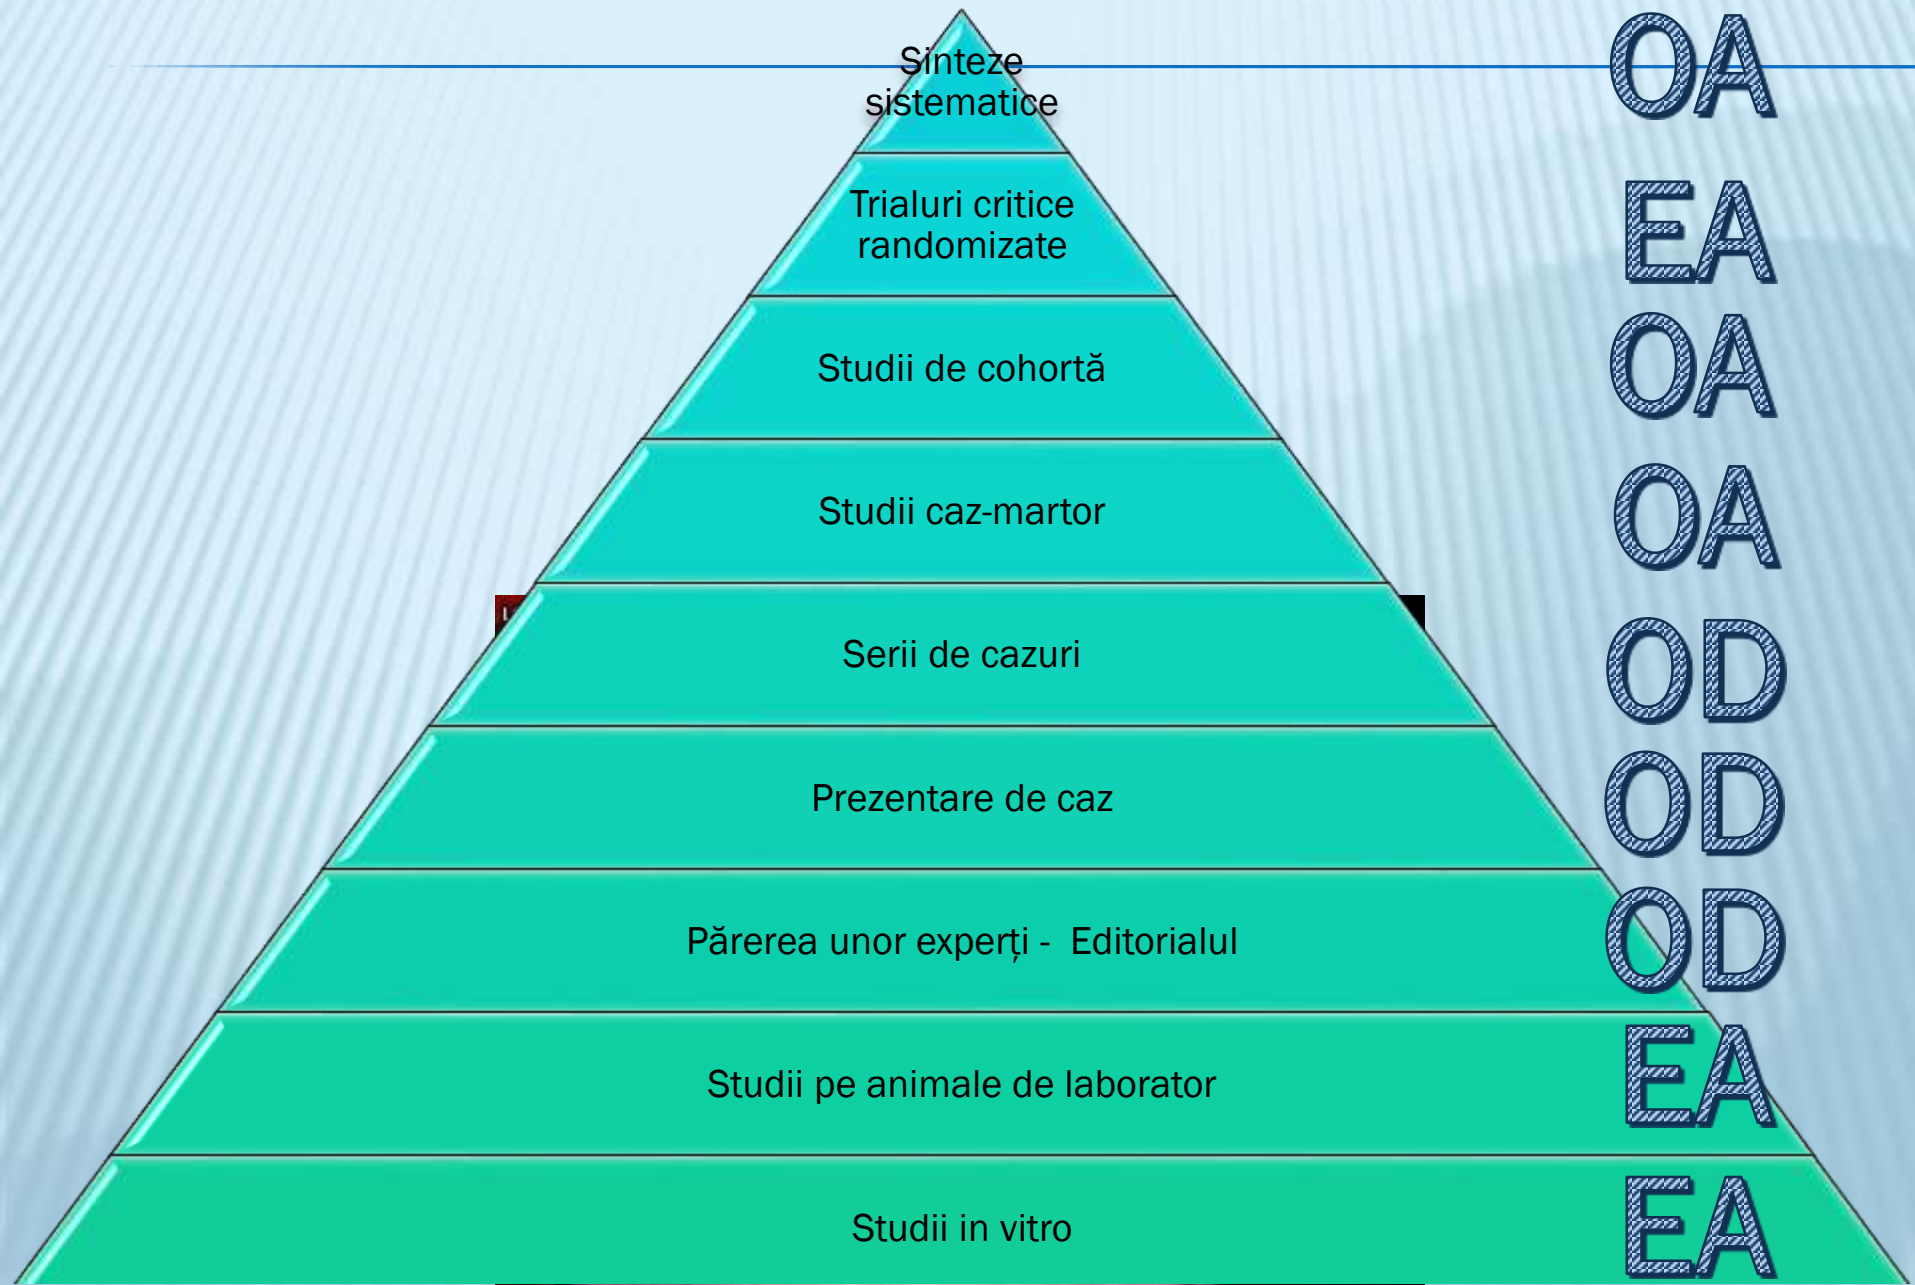 Sinteze
sistematice
OA
Trialuri critice
randomizate
EA
Studii de cohortă
OA
Studii caz-martor
OA
Serii de cazuri
OD
Prezentare de caz
OD
Părerea unor experți -  Editorialul
OD
Studii pe animale de laborator
EA
Studii in vitro
EA